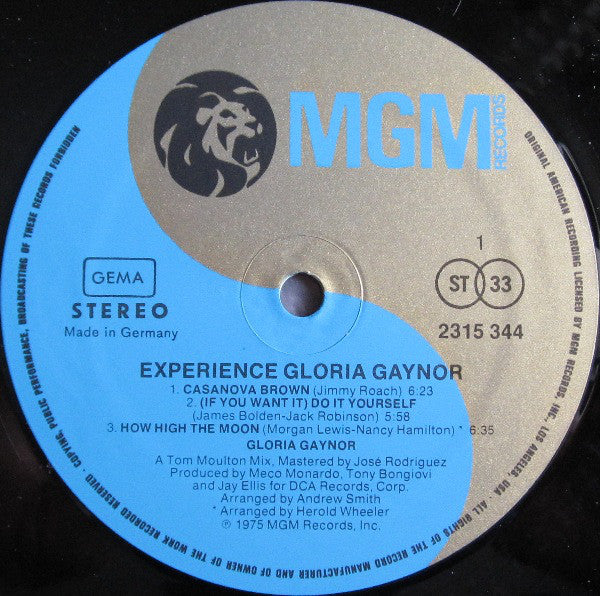 MGM
RECORDS
GEMA
STEREO
Made in Germany
1
ST 33
2315 344
EXPERIENCE GLORIA GAYNOR
1. CASANOVA BROWN (Jimmy Roach) 6:23
2. (IF YOU WANT IT) DO IT YOURSELF
(James Bolden-Jack Robinson) 5:58
3. HOW HIGH THE MOON (Morgan Lewis-Nancy Hamilton) * 6:35
GLORIA GAYNOR
A Tom Moulton Mix, Mastered by José Rodriguez
Produced by Meco Monardo, Tony Bongiovi
and Jay Ellis for DCA Records, Corp.
Arranged by Andrew Smith
* Arranged by Herold Wheeler
℗ 1975 MGM Records, Inc.
ORIGINAL AMERICAN RECORDING LICENSED BY MGM RECORDS, INC., LOS ANGELES, USA · ALL RIGHTS OF THE RECORD MANUFACTURER AND OF OWNER OF THE WORK RECORDED RESERVED · COPYING, PUBLIC PERFORMANCE, BROADCASTING OF THESE RECORDS FORBIDDEN